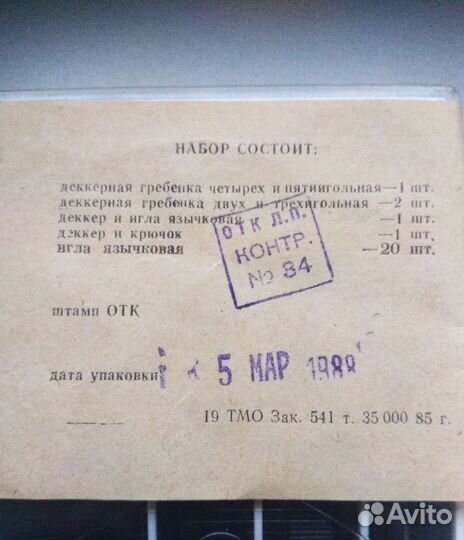 НАБОР СОСТОИТ:
деккерная гребенка четырех и пятиигольная—1 шт.
деккерная гребенка двух и трехигольная—2 шт.
деккер и игла язычковая —1 шт.
деккер и крючок —1 шт.
игла язычковая —20 шт.
ОТК Л.П.
КОНТР.
№ 34
штамп ОТК
дата упаковки 5 МАР 1988
19 ТМО Зак. 541 т. 35 000 85 г.
Avito